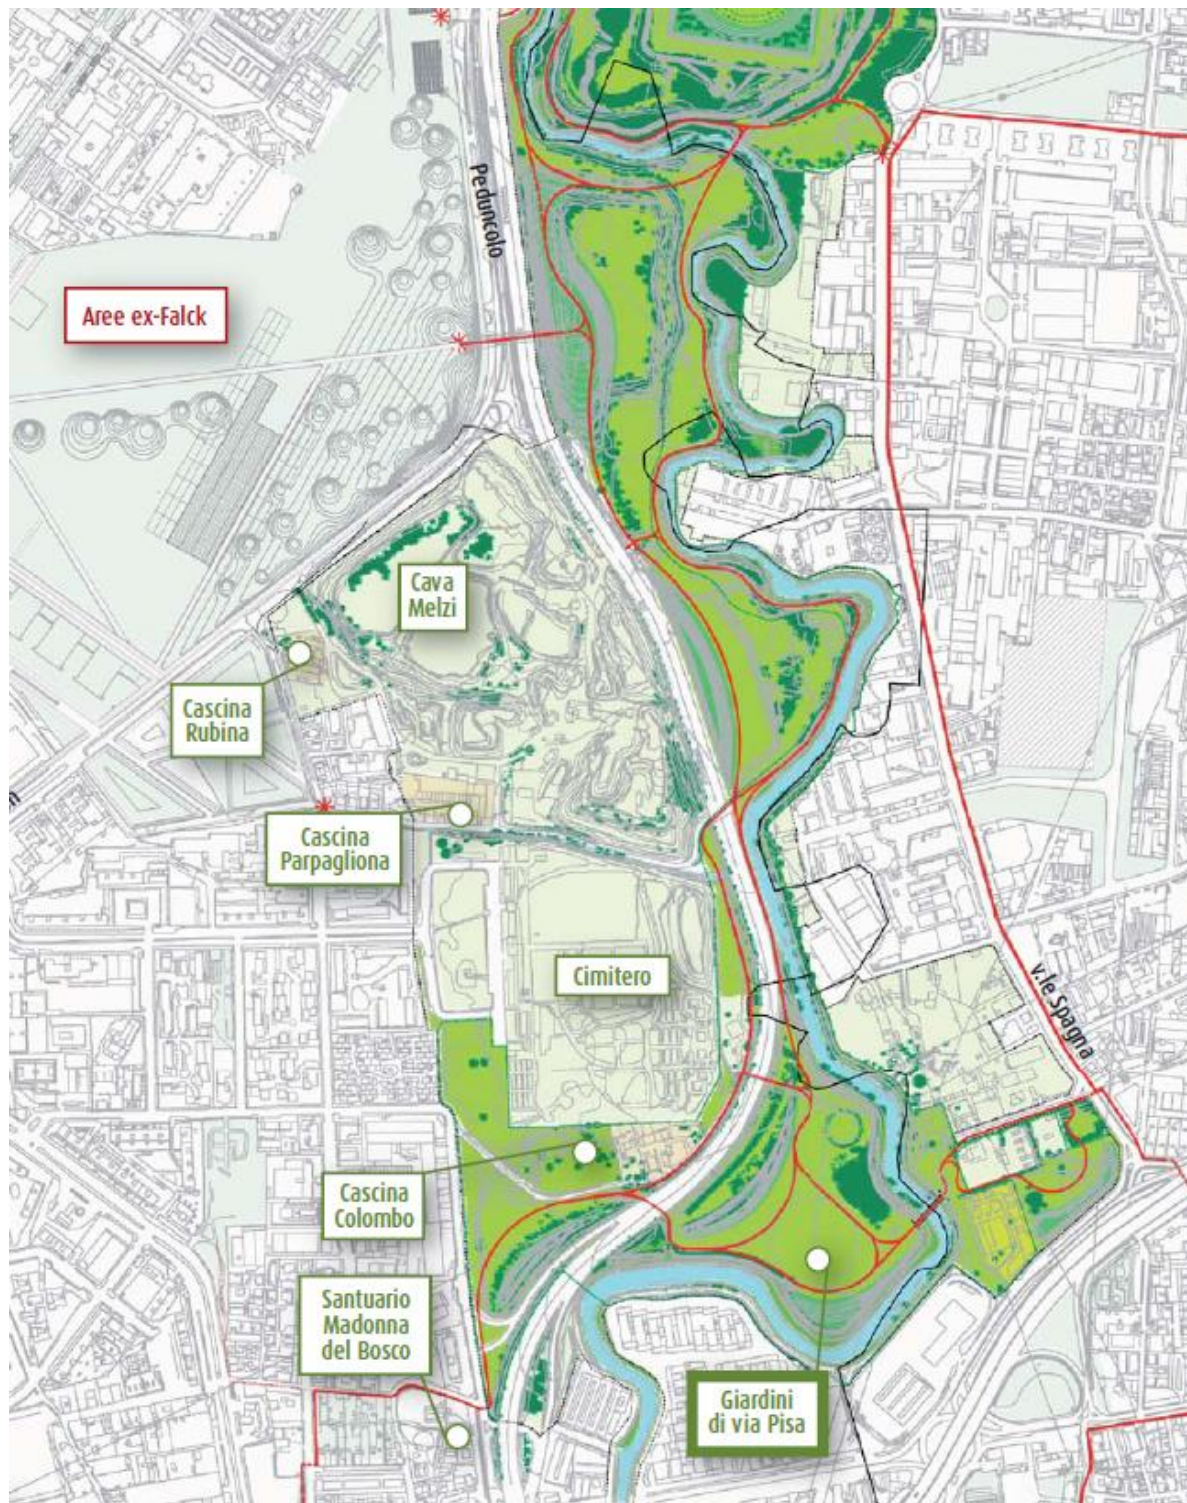 Peduncolo
Aree ex-Falck
Cava
Melzi
Cascina
Rubina
Cascina
Parpagliona
Cimitero
v.le Spagna
Cascina
Colombo
Santuario
Madonna
del Bosco
Giardini
di via Pisa